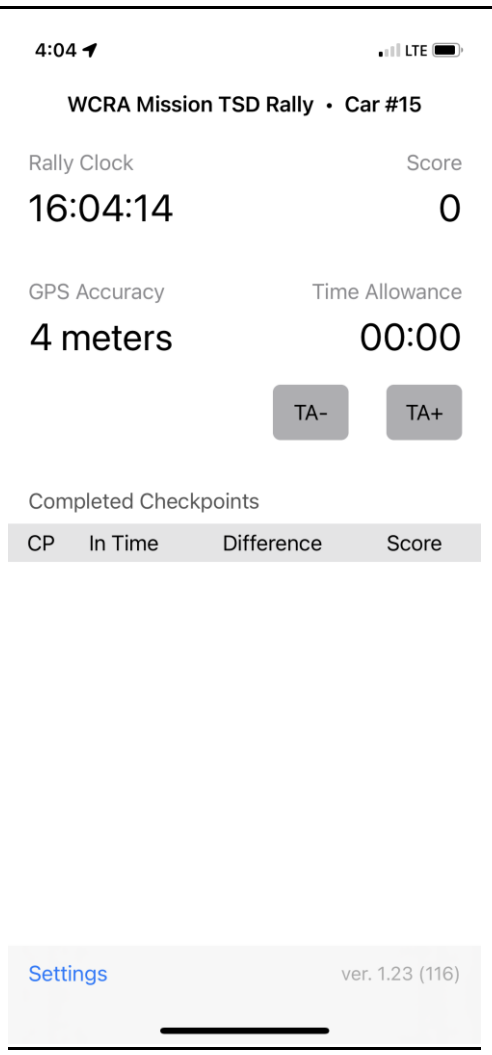 4:04 LTE
WCRA Mission TSD Rally • Car #15
Rally Clock Score
16:04:14 0
GPS Accuracy Time Allowance
4 meters 00:00
TA- TA+
Completed Checkpoints
CP In Time Difference Score
Settings ver. 1.23 (116)